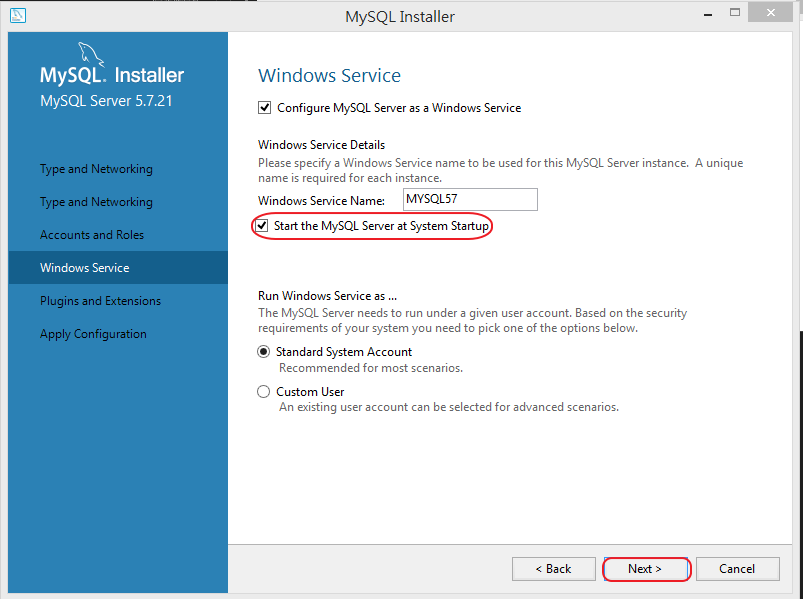 MySQL Installer
MySQL. Installer
MySQL Server 5.7.21
Type and Networking
Type and Networking
Accounts and Roles
Windows Service
Plugins and Extensions
Apply Configuration
Windows Service
Configure MySQL Server as a Windows Service
Windows Service Details
Please specify a Windows Service name to be used for this MySQL Server instance. A unique
name is required for each instance.
Windows Service Name: MYSQL57
Start the MySQL Server at System Startup
Run Windows Service as ...
The MySQL Server needs to run under a given user account. Based on the security
requirements of your system you need to pick one of the options below.
Standard System Account
Recommended for most scenarios.
Custom User
An existing user account can be selected for advanced scenarios.
< Back Next > Cancel